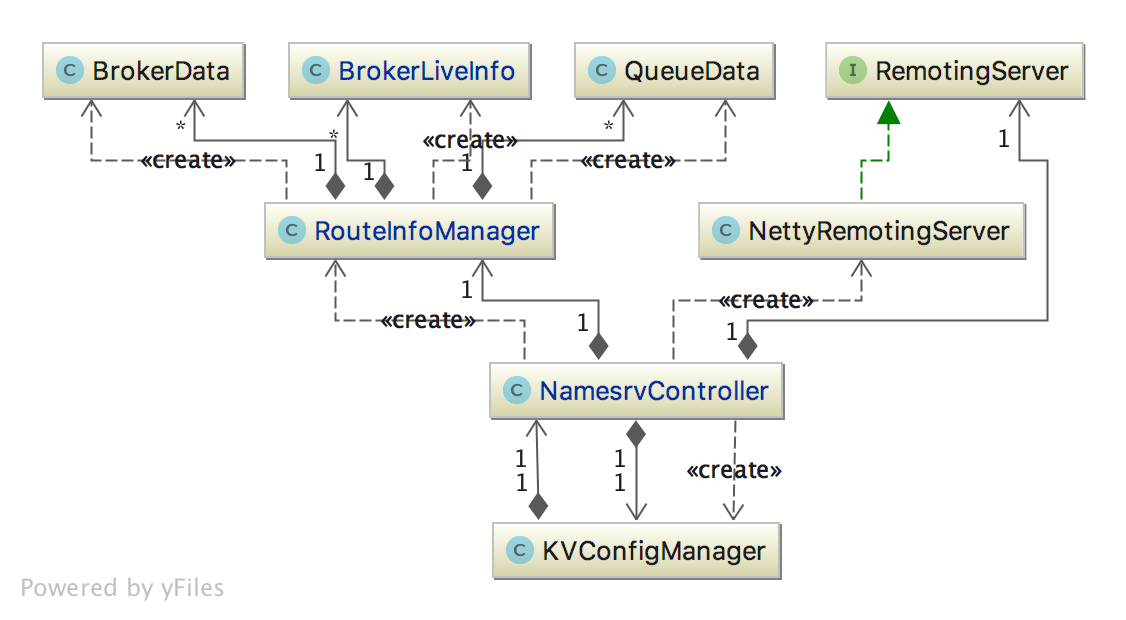 C BrokerData
C BrokerLiveInfo
C QueueData
I RemotingServer
*
*
*
1
«create»
«create»
«create»
1
1
1
C RouteInfoManager
C NettyRemotingServer
1
«create»
«create»
1
1
C NamesrvController
1
1
«create»
1
1
C KVConfigManager
Powered by yFiles